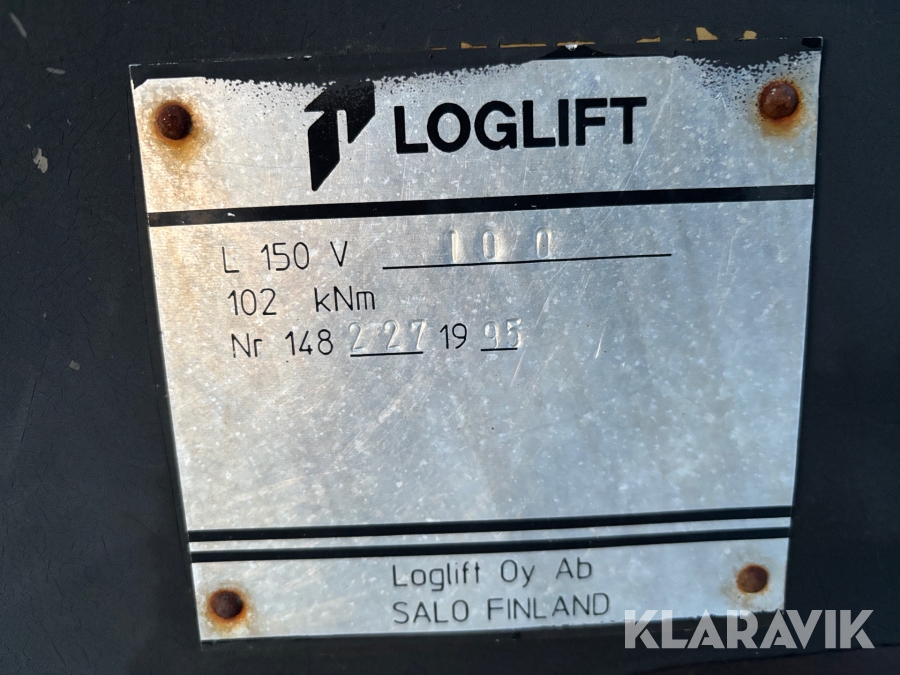 LOGLIFT
L 150 V 100
102 kNm
Nr 148 227 19 95
Loglift Oy Ab
SALO FINLAND
KLARAVIK